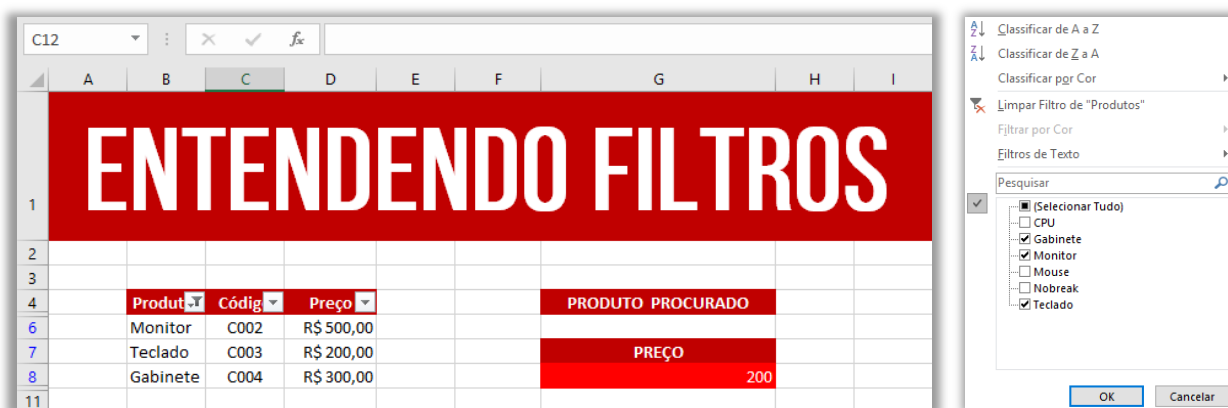 C12
fx
A B C D E F G H I
1 ENTENDENDO FILTROS
2
3
4 Produt Códig Preço PRODUTO PROCURADO
6 Monitor C002 R$ 500,00
7 Teclado C003 R$ 200,00 PREÇO
8 Gabinete C004 R$ 300,00 200
11
Classificar de A a Z
Classificar de Z a A
Classificar por Cor
Limpar Filtro de "Produtos"
Filtrar por Cor
Filtros de Texto
Pesquisar
(Selecionar Tudo)
CPU
Gabinete
Monitor
Mouse
Nobreak
Teclado
OK Cancelar